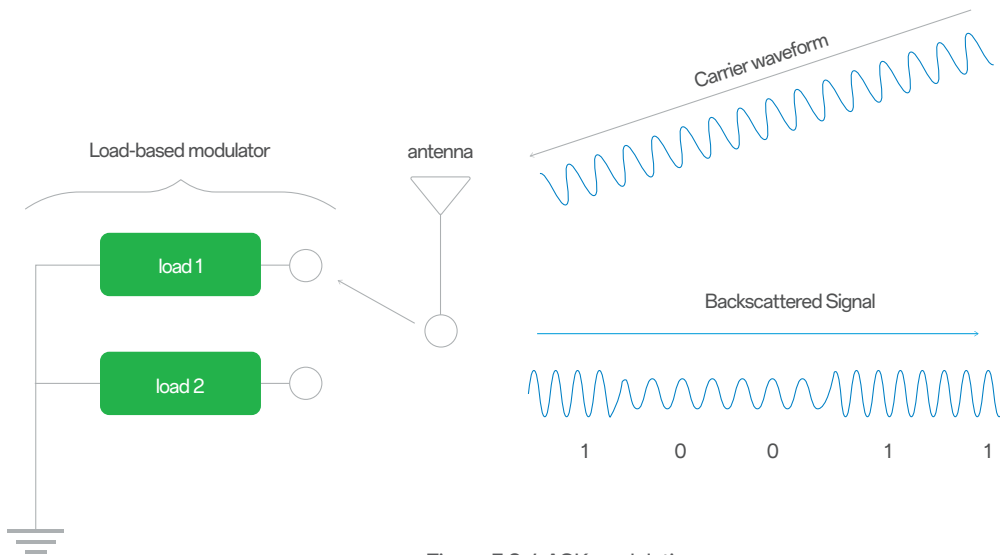 Carrier waveform
Load-based modulator
antenna
load 1
Backscattered Signal
load 2
1 0 0 1 1